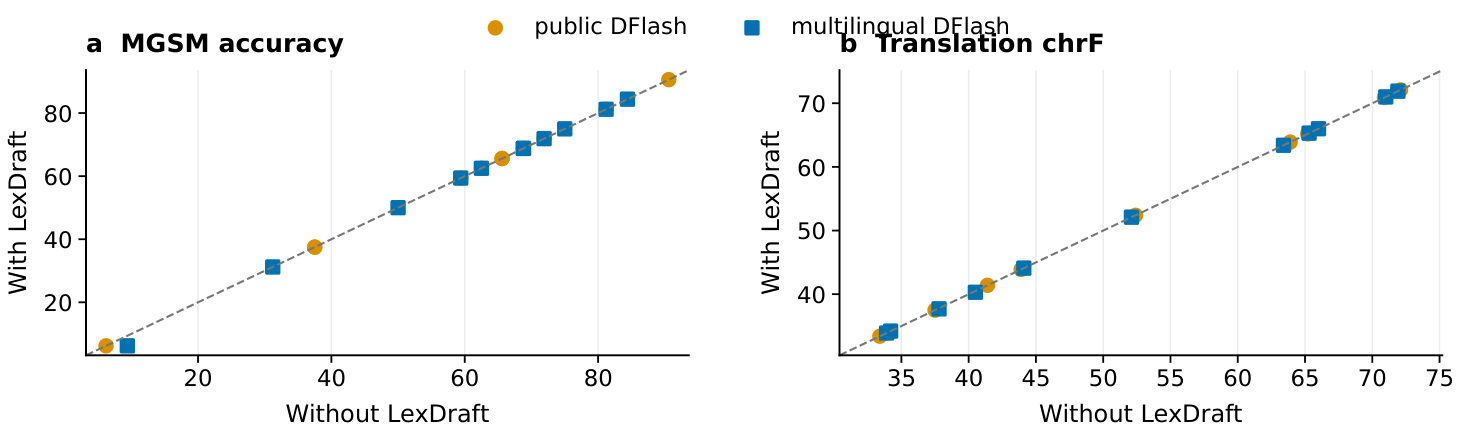 public DFlash
multilingual DFlash
a MGSM accuracy
With LexDraft
80
60
40
20
20 40 60 80
Without LexDraft
b Translation chrF
With LexDraft
70
60
50
40
35 40 45 50 55 60 65 70 75
Without LexDraft